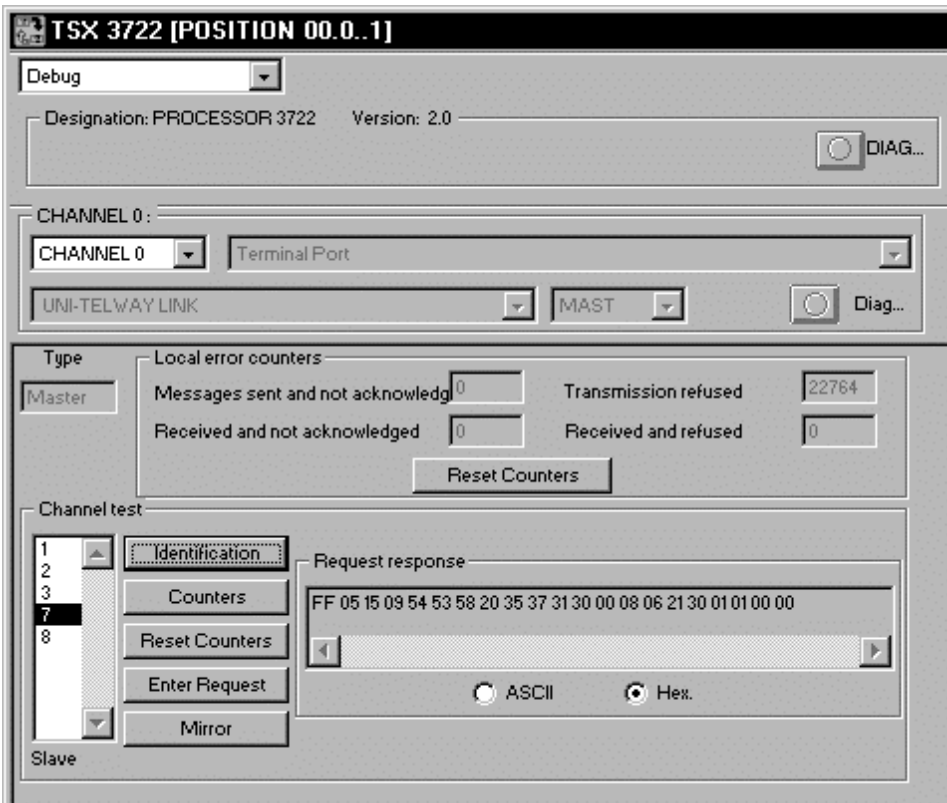 TSX 3722 [POSITION 00.0..1]
Debug
Designation: PROCESSOR 3722 Version: 2.0
DIAG...
CHANNEL 0 :
CHANNEL 0 Terminal Port
UNI-TELWAY LINK MAST Diag...
Type
Master
Local error counters
Messages sent and not acknowledg 0 Transmission refused 22764
Received and not acknowledged 0 Received and refused 0
Reset Counters
Channel test
1
2
3
7
8
Slave
Identification
Counters
Reset Counters
Enter Request
Mirror
Request response
FF 05 15 09 54 53 58 20 35 37 31 30 00 08 06 21 30 01 01 00 00
ASCII Hex.